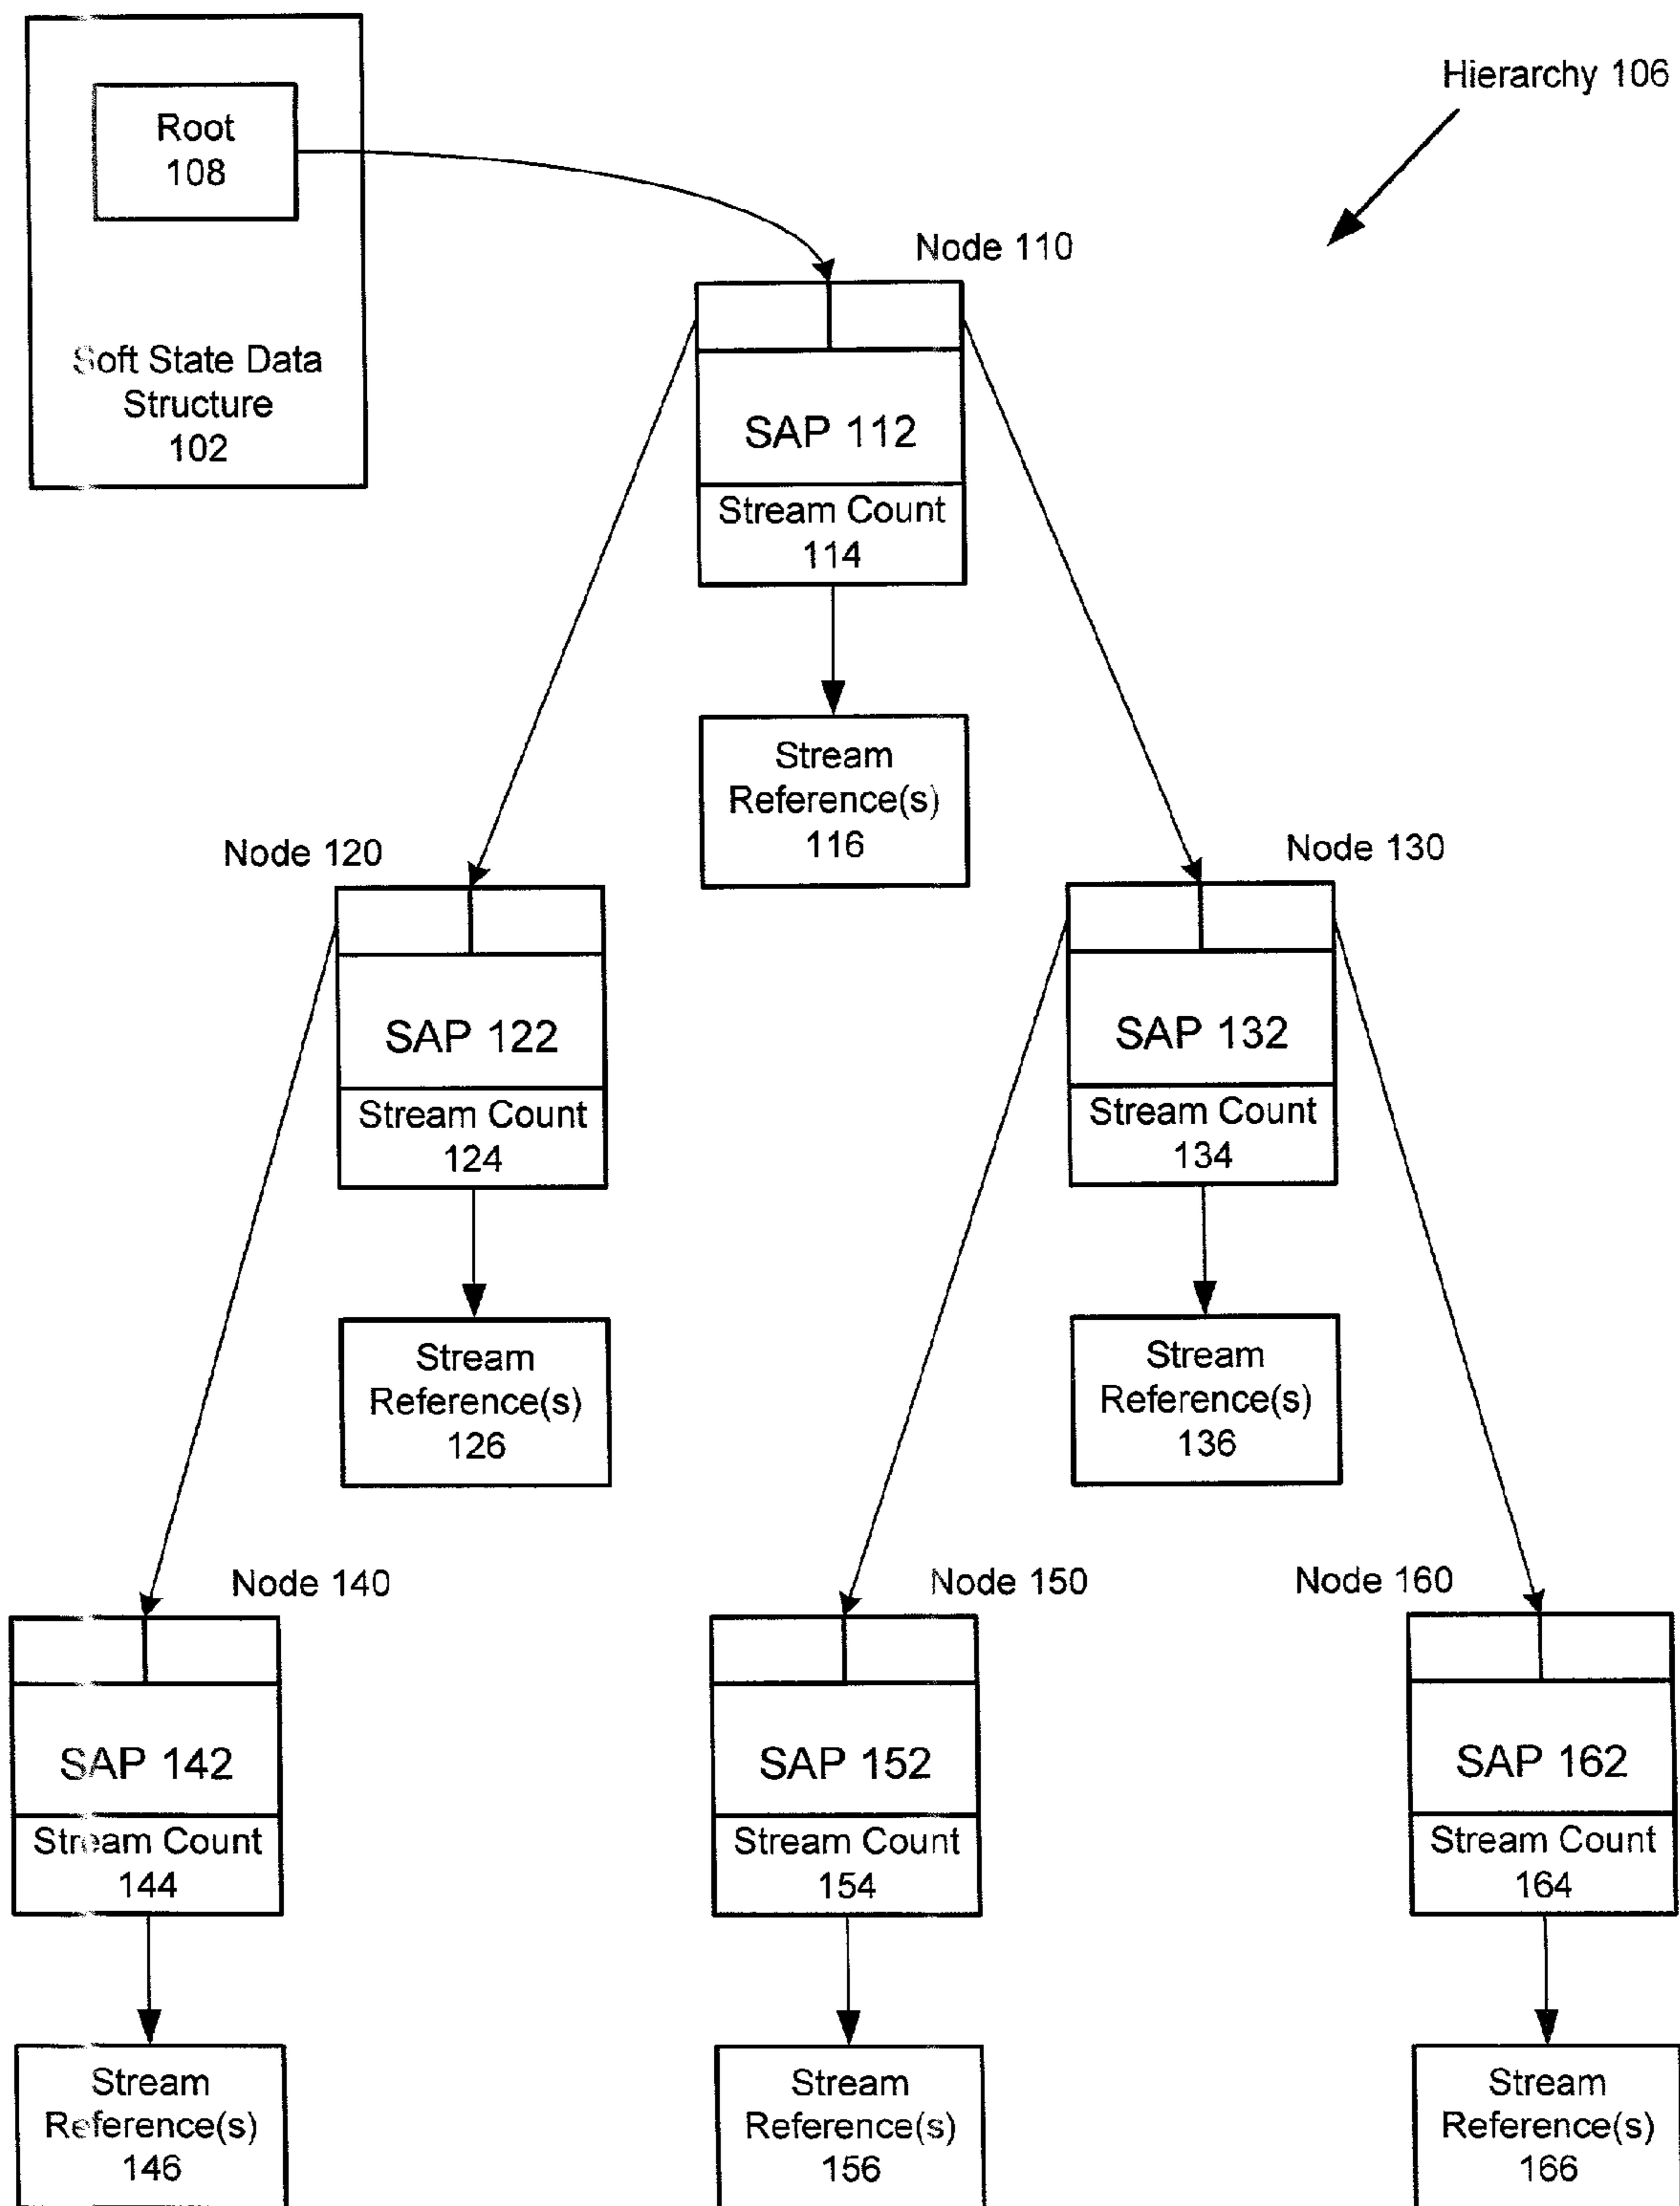 Hierarchy 106
Root
108
Soft State Data
Structure
102
Node 110
SAP 112
Stream Count
114
Stream
Reference(s)
116
Node 120
SAP 122
Stream Count
124
Stream
Reference(s)
126
Node 130
SAP 132
Stream Count
134
Stream
Reference(s)
136
Node 140
SAP 142
Stream Count
144
Stream
Reference(s)
146
Node 150
SAP 152
Stream Count
154
Stream
Reference(s)
156
Node 160
SAP 162
Stream Count
164
Stream
Reference(s)
166